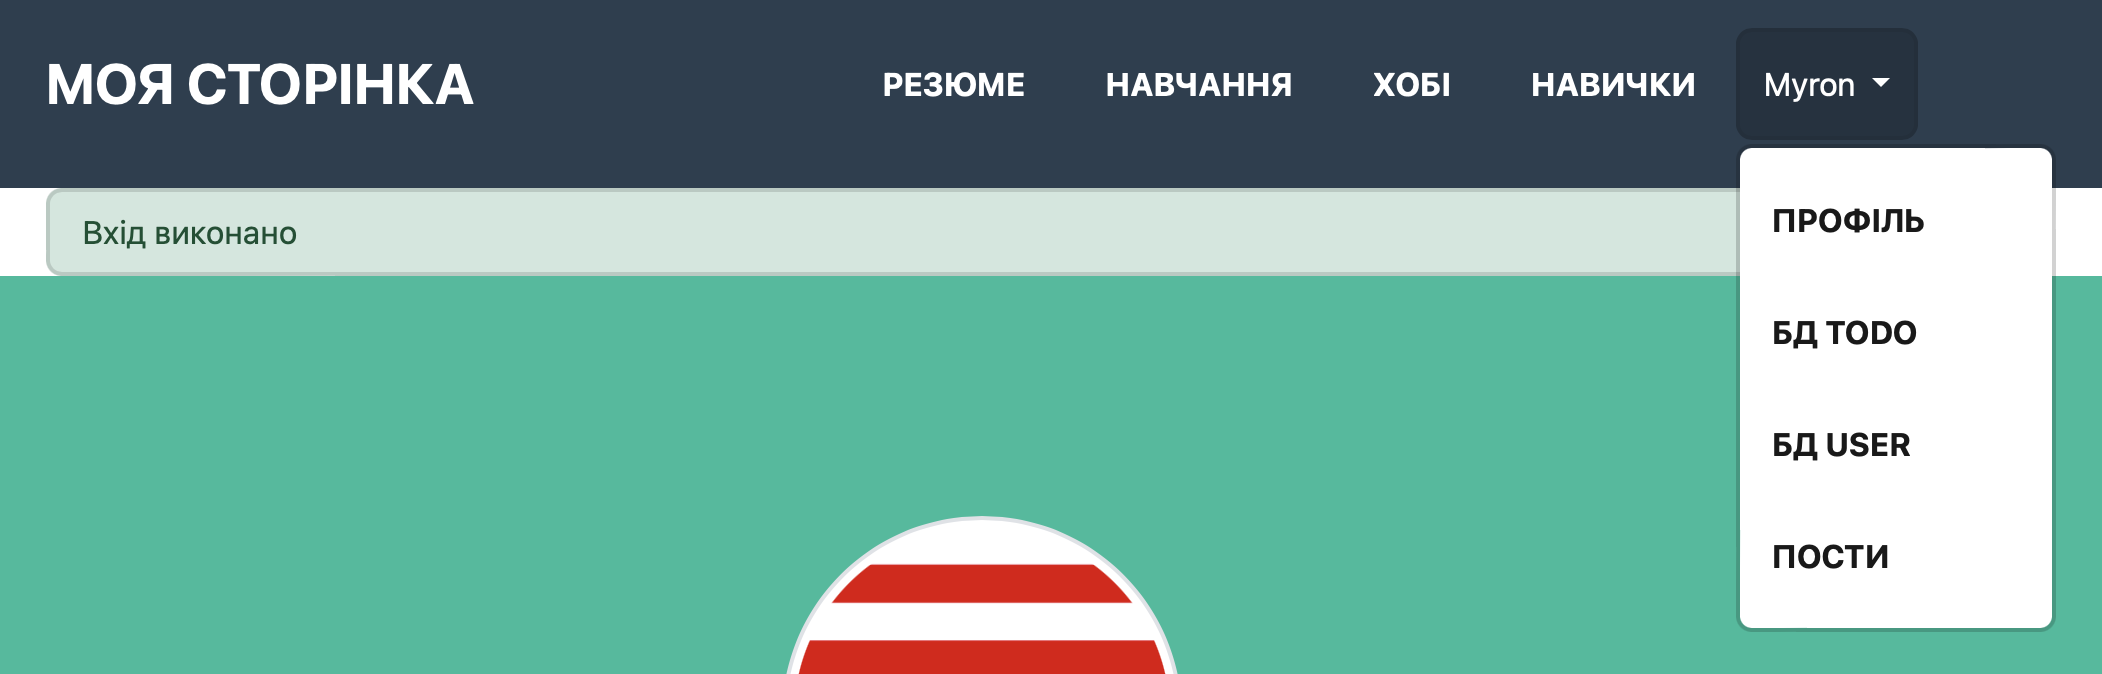 МОЯ СТОРІНКА
РЕЗЮМЕ
НАВЧАННЯ
ХОБІ
НАВИЧКИ
Myron
Вхід виконано
ПРОФІЛЬ
БД TODO
БД USER
ПОСТИ